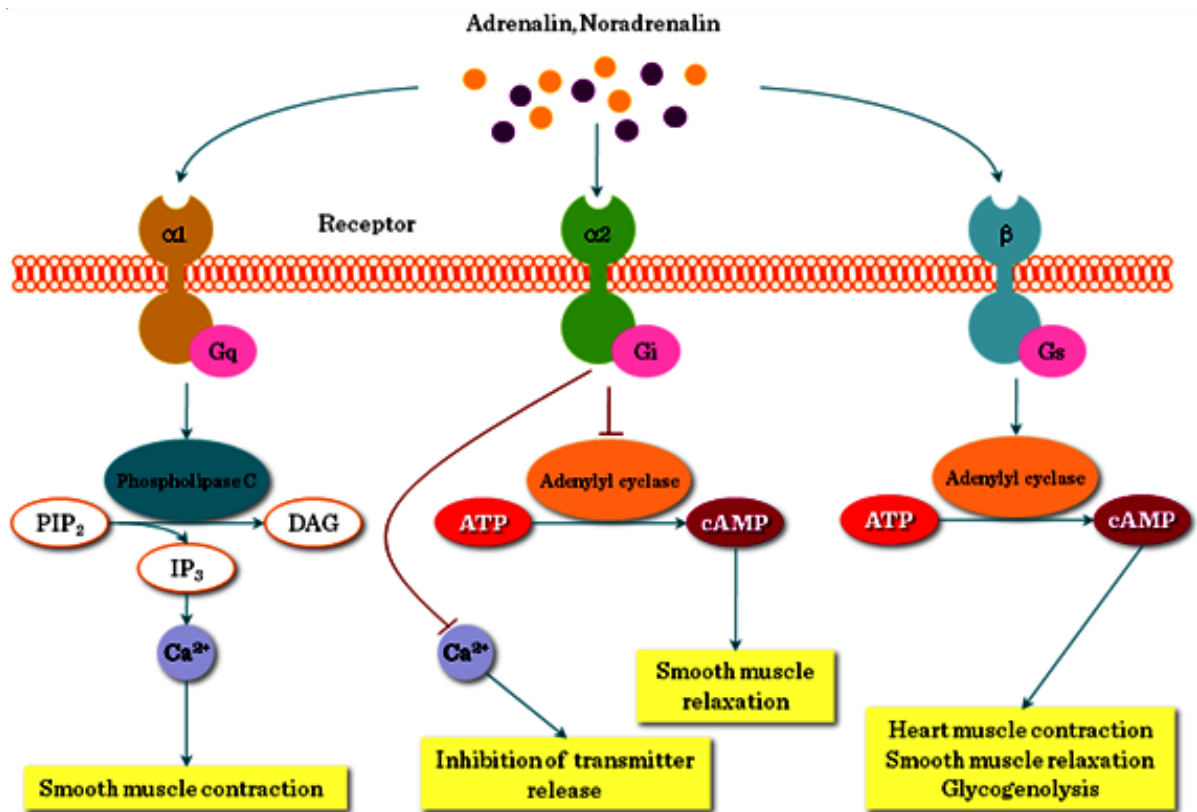 Adrenalin, Noradrenalin
α1
Receptor
α2
β
Gq
Gi
Gs
Phospholipase C
PIP₂
DAG
IP₃
Ca²⁺
Smooth muscle contraction
Adenylyl cyclase
ATP
cAMP
Ca²⁺
Smooth muscle
relaxation
Inhibition of transmitter
release
Adenylyl cyclase
ATP
cAMP
Heart muscle contraction
Smooth muscle relaxation
Glycogenolysis